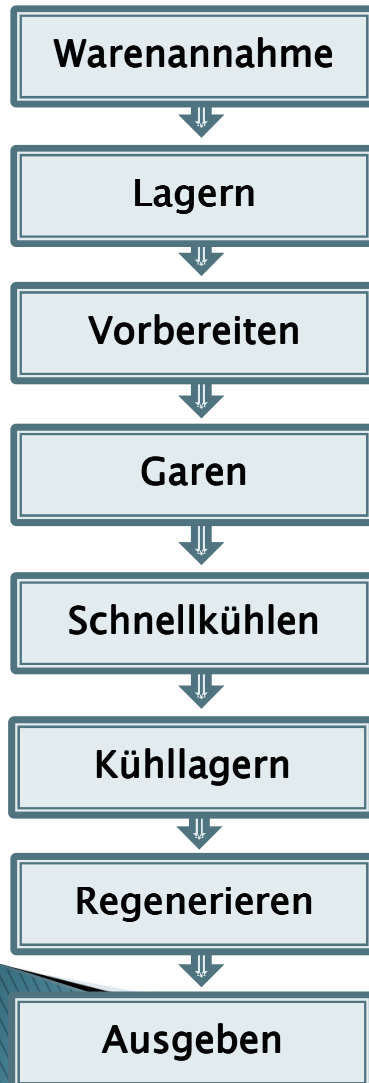 Warenannahme
Lagern
Vorbereiten
Garen
Schnellkühlen
Kühllagern
Regenerieren
Ausgeben